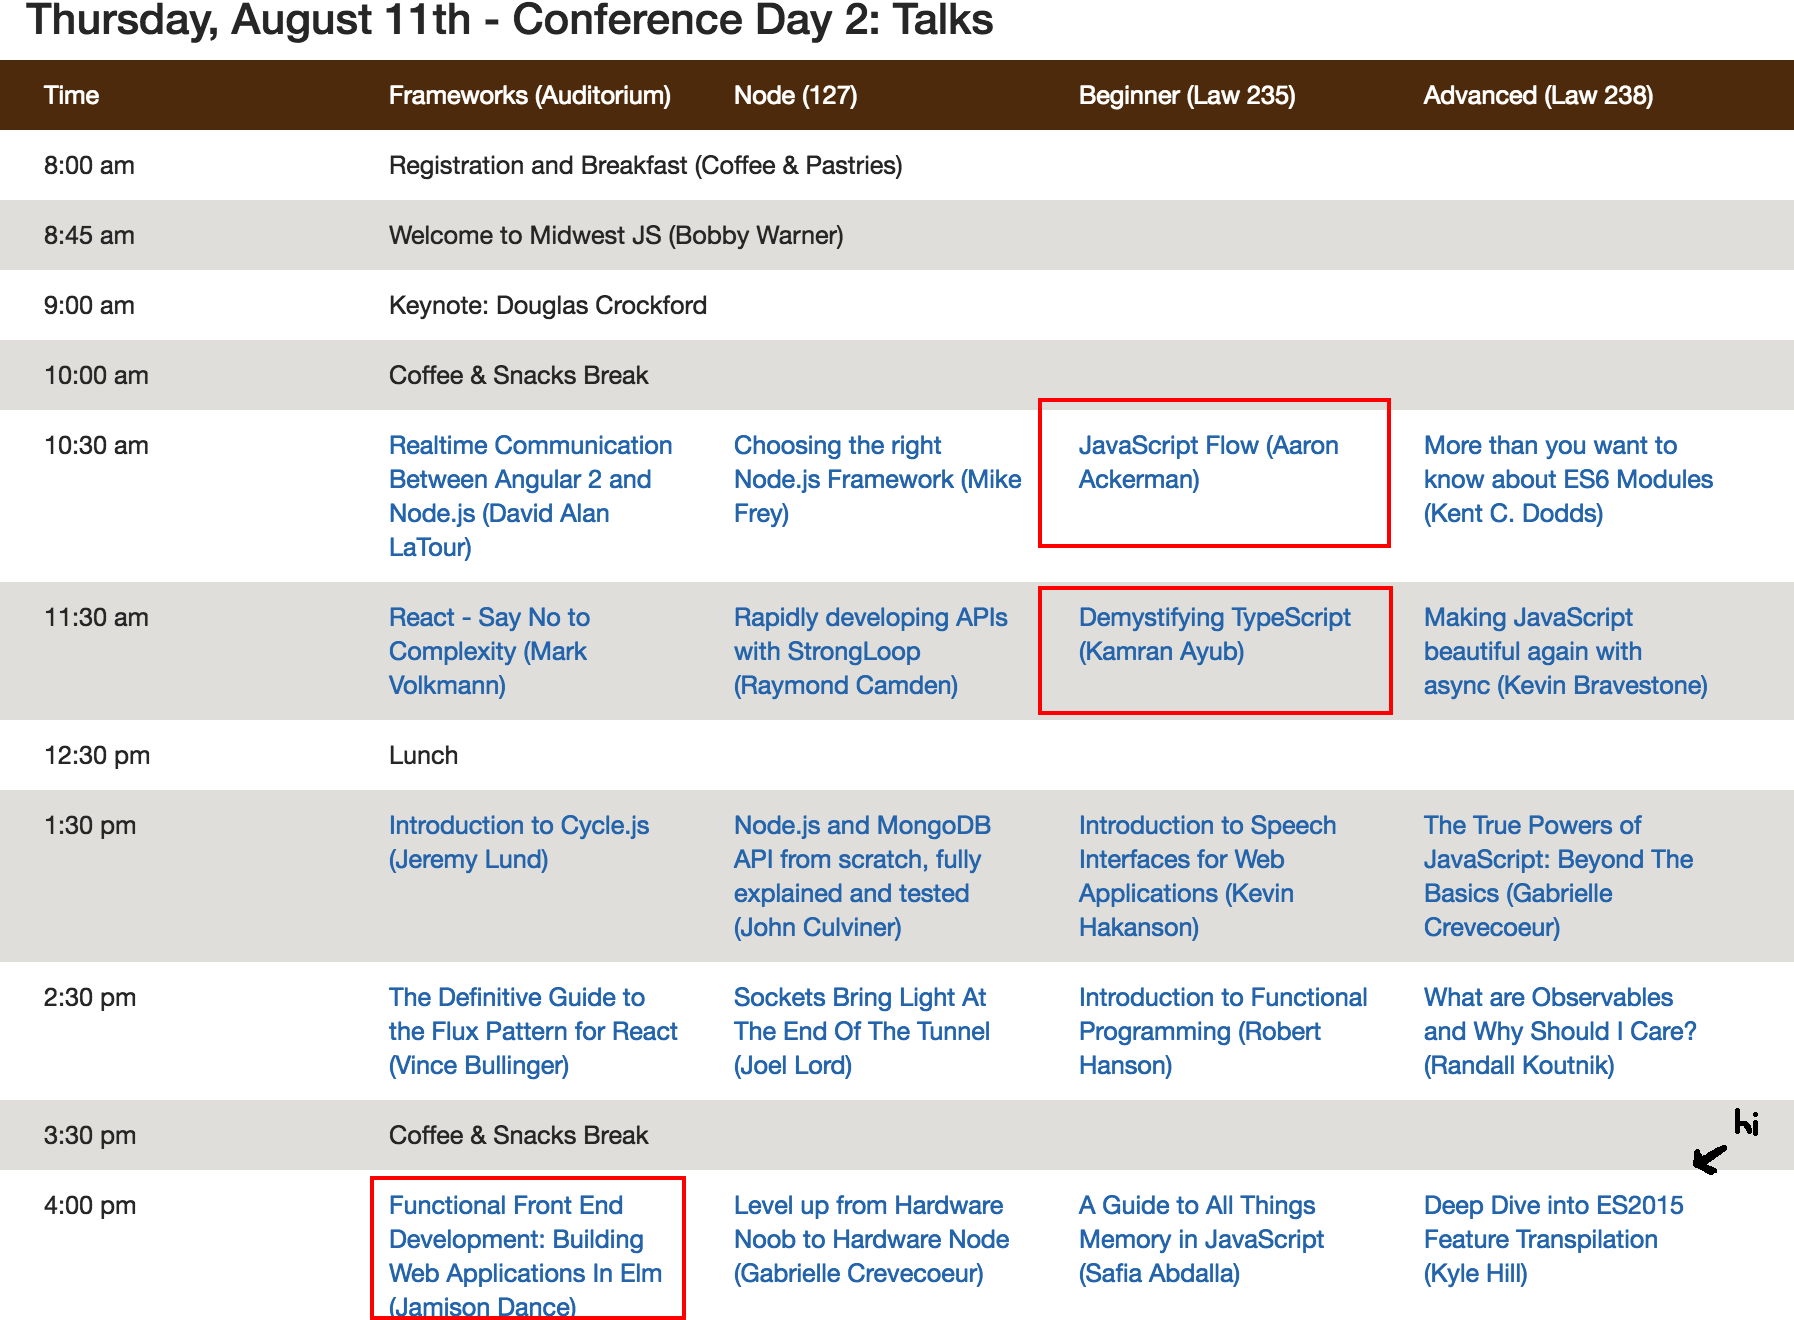 Thursday, August 11th - Conference Day 2: Talks
Time
Frameworks (Auditorium)
Node (127)
Beginner (Law 235)
Advanced (Law 238)
8:00 am
Registration and Breakfast (Coffee & Pastries)
8:45 am
Welcome to Midwest JS (Bobby Warner)
9:00 am
Keynote: Douglas Crockford
10:00 am
Coffee & Snacks Break
10:30 am
Realtime Communication
Between Angular 2 and
Node.js (David Alan
LaTour)
Choosing the right
Node.js Framework (Mike
Frey)
JavaScript Flow (Aaron
Ackerman)
More than you want to
know about ES6 Modules
(Kent C. Dodds)
11:30 am
React - Say No to
Complexity (Mark
Volkmann)
Rapidly developing APIs
with StrongLoop
(Raymond Camden)
Demystifying TypeScript
(Kamran Ayub)
Making JavaScript
beautiful again with
async (Kevin Bravestone)
12:30 pm
Lunch
1:30 pm
Introduction to Cycle.js
(Jeremy Lund)
Node.js and MongoDB
API from scratch, fully
explained and tested
(John Culviner)
Introduction to Speech
Interfaces for Web
Applications (Kevin
Hakanson)
The True Powers of
JavaScript: Beyond The
Basics (Gabrielle
Crevecoeur)
2:30 pm
The Definitive Guide to
the Flux Pattern for React
(Vince Bullinger)
Sockets Bring Light At
The End Of The Tunnel
(Joel Lord)
Introduction to Functional
Programming (Robert
Hanson)
What are Observables
and Why Should I Care?
(Randall Koutnik)
3:30 pm
Coffee & Snacks Break
hi
4:00 pm
Functional Front End
Development: Building
Web Applications In Elm
(Jamison Dance)
Level up from Hardware
Noob to Hardware Node
(Gabrielle Crevecoeur)
A Guide to All Things
Memory in JavaScript
(Safia Abdalla)
Deep Dive into ES2015
Feature Transpilation
(Kyle Hill)